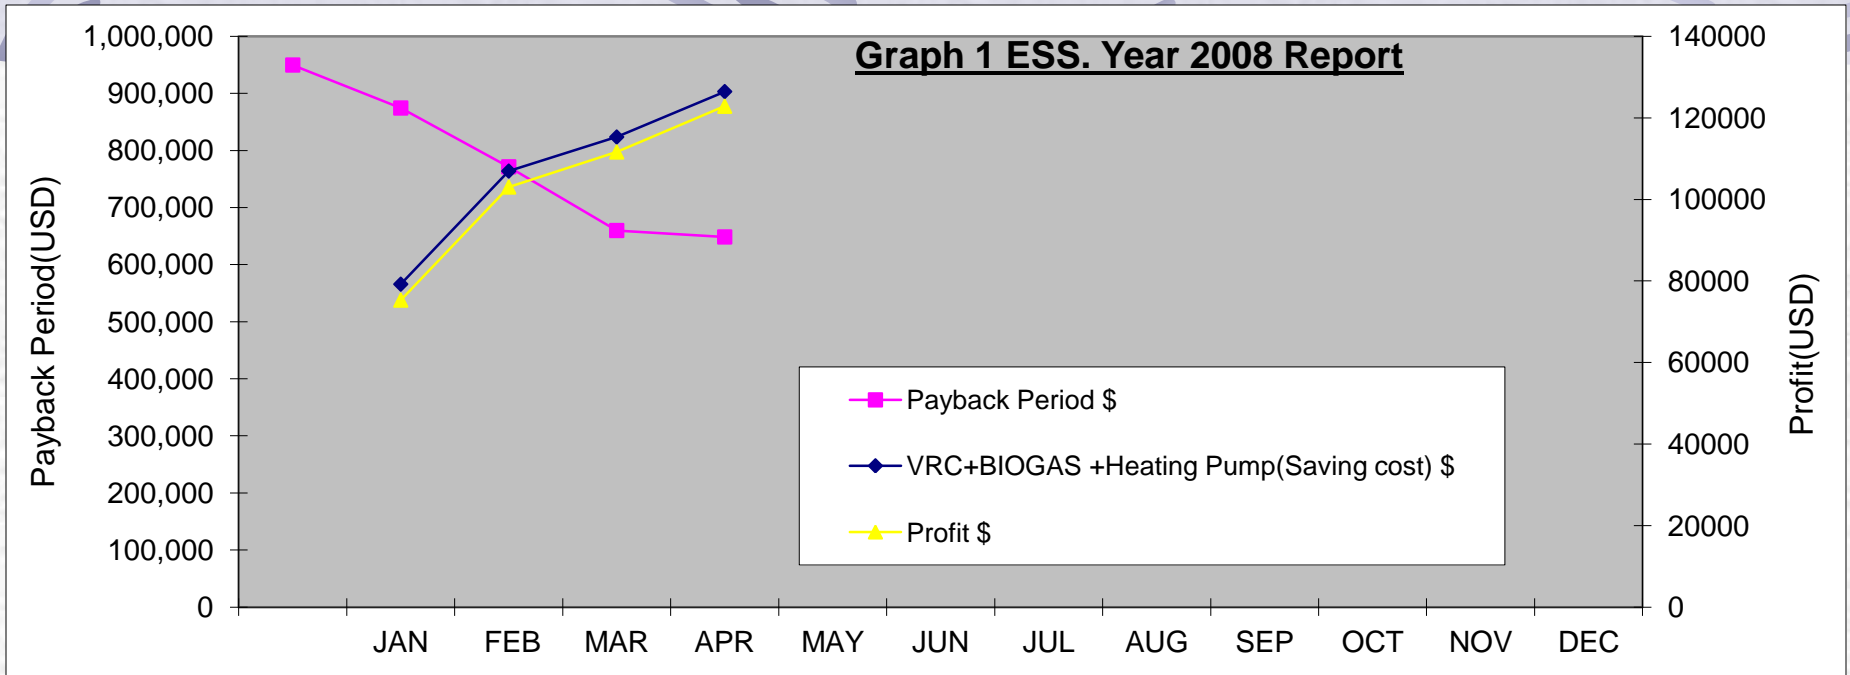 Graph 1 ESS. Year 2008 Report
Payback Period(USD)
1,000,000
900,000
800,000
700,000
600,000
500,000
400,000
300,000
200,000
100,000
0
140000
120000
100000
80000
60000
40000
20000
0
Profit(USD)
Payback Period $
VRC+BIOGAS +Heating Pump(Saving cost) $
Profit $
JAN FEB MAR APR MAY JUN JUL AUG SEP OCT NOV DEC